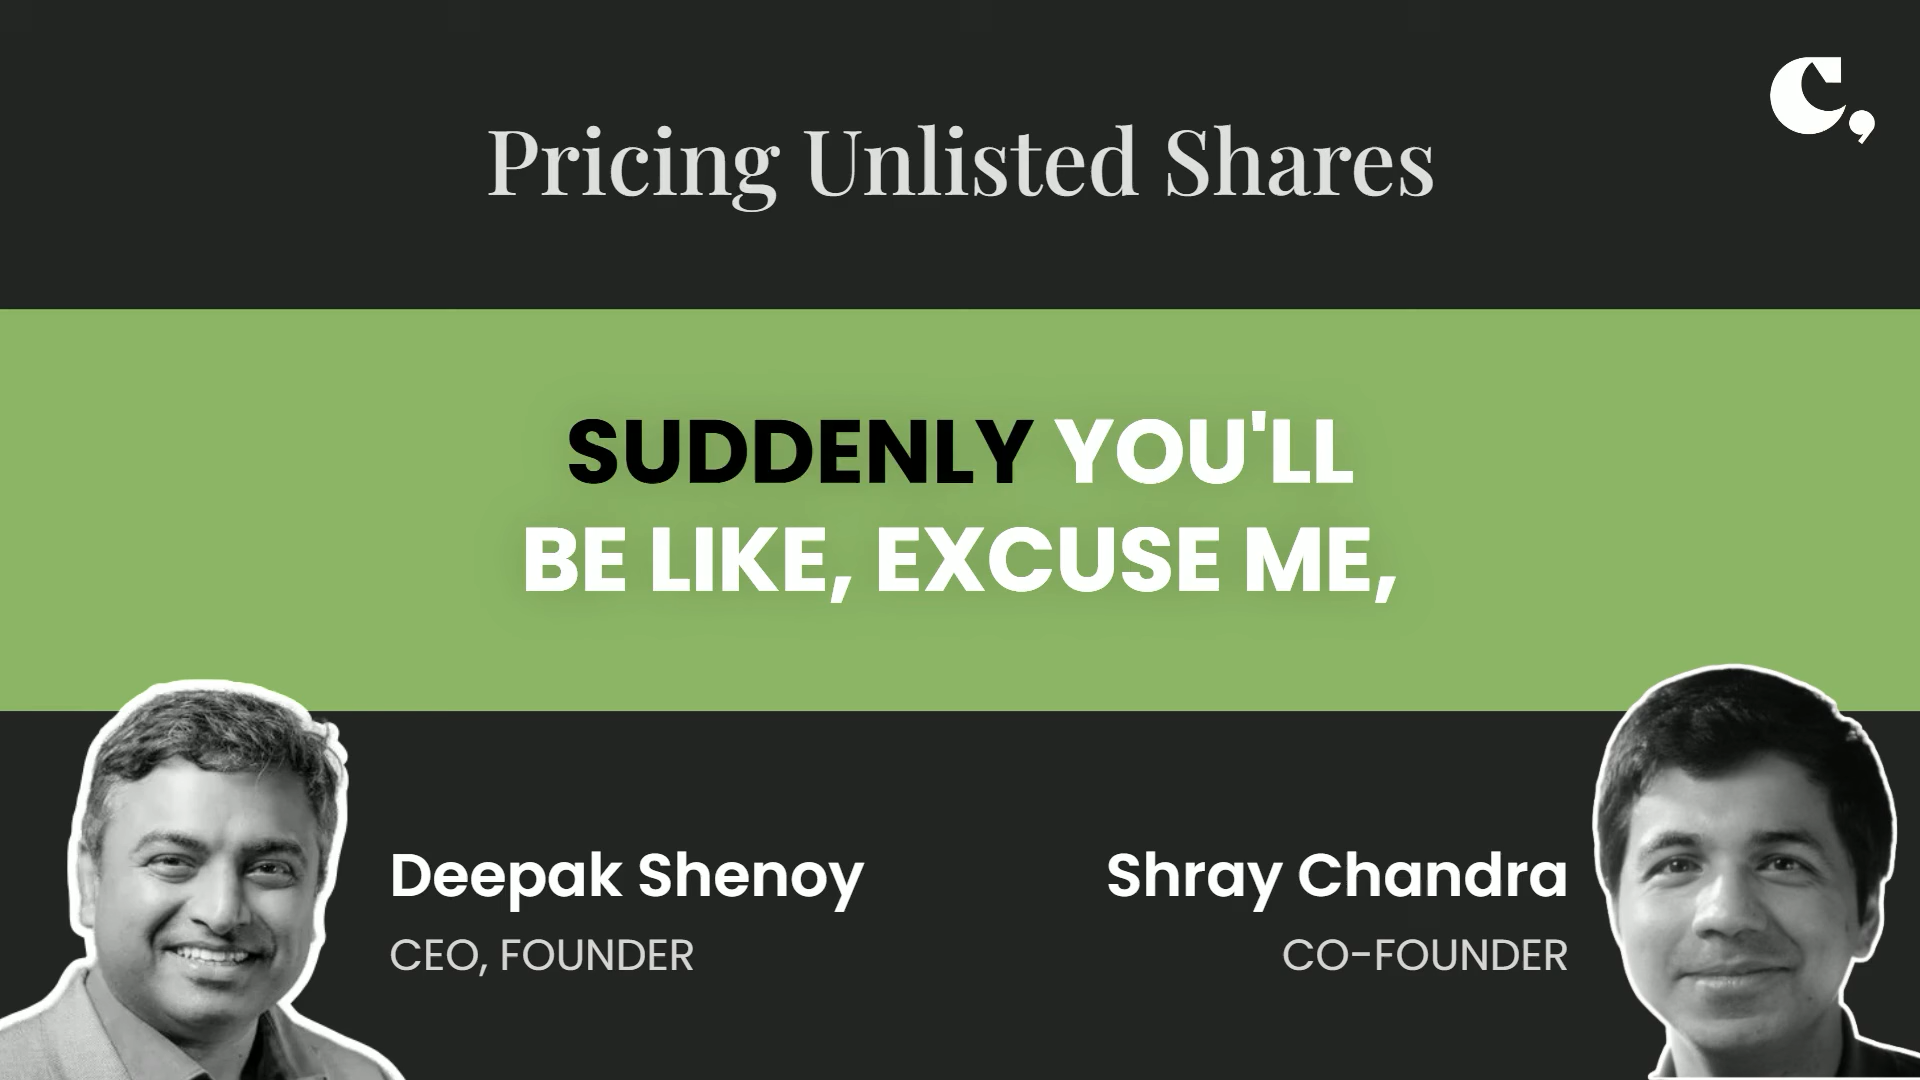 Pricing Unlisted Shares
SUDDENLY YOU'LL
BE LIKE, EXCUSE ME,
Deepak Shenoy
CEO, FOUNDER
Shray Chandra
CO-FOUNDER